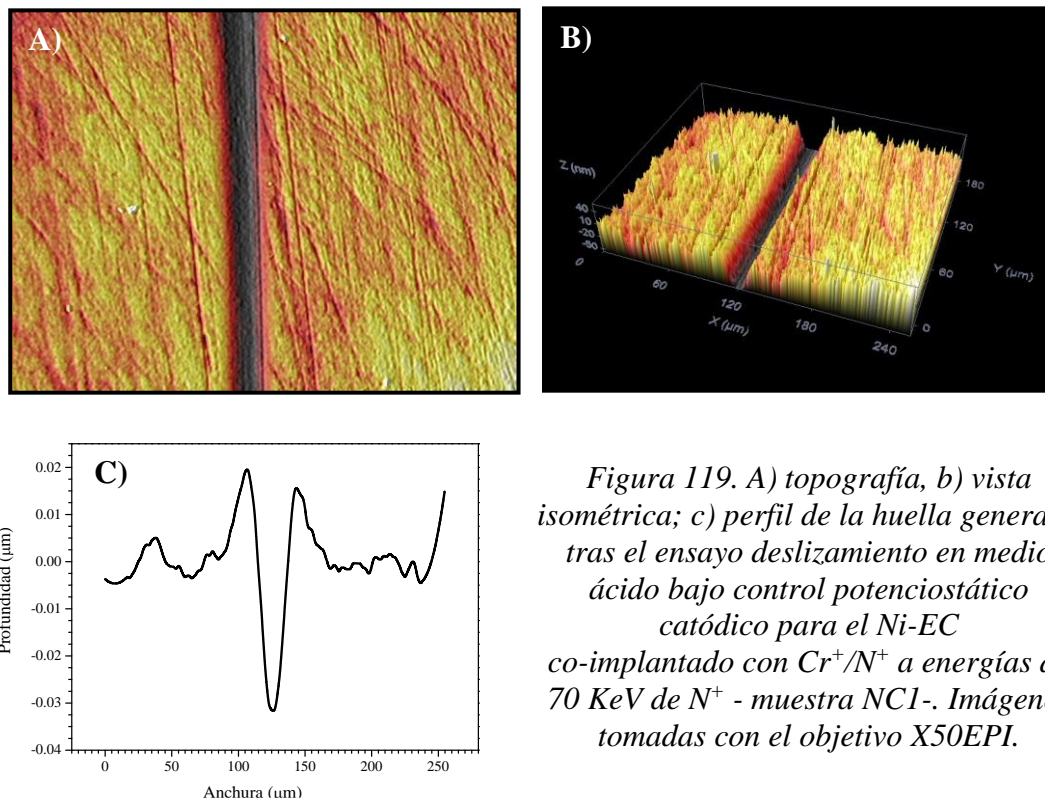 A)
B)
Z (nm)
40
10
-20
-50
0
60
120
180
240
X (µm)
0
60
120
180
Y (µm)
C)
0.02
0.01
0.00
-0.01
-0.02
-0.03
-0.04
0
50
100
150
200
250
Profundidad (µm)
Anchura (µm)
Figura 119. A) topografía, b) vista
isométrica; c) perfil de la huella genera
tras el ensayo deslizamiento en medio
ácido bajo control potenciostático
catódico para el Ni-EC
co-implantado con Cr⁺/N⁺ a energías
70 KeV de N⁺ - muestra NC1-. Imágen
tomadas con el objetivo X50EPI.